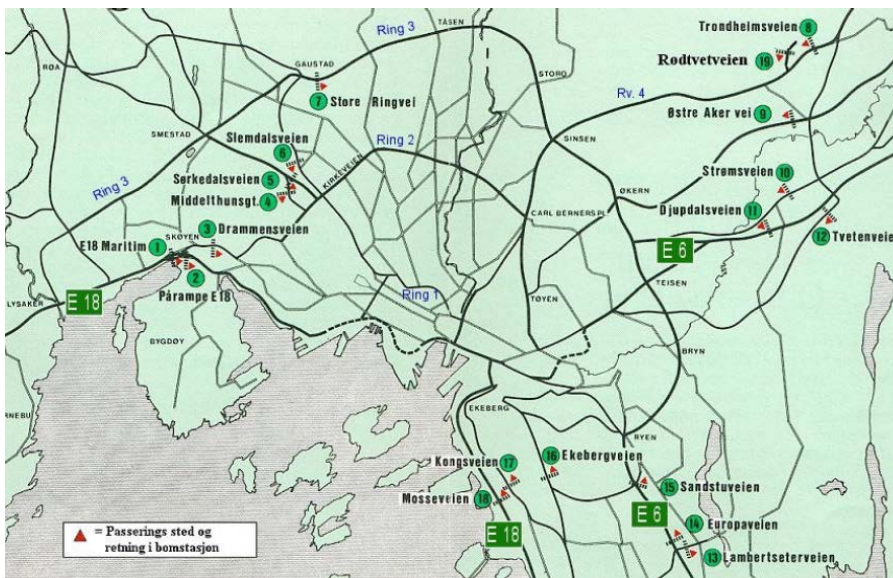 Trondheimsveien 8
TÅSEN
Ring 3
19
Rødtvetveien
GAUSTAD
RØA
STORO
7 Store Ringvei
Rv. 4
Østre Aker vei 9
SMESTAD
Slemdalsveien
6
Ring 2
SINSEN
KIRKEVEIEN
Strømsveien
10
Sørkedalsveien 5
Ring 3
Middelthunsgt. 4
ØKERN
Djupdalsveien
11
CARL BERNERS PL.
3 Drammensveien
SKØYEN
E18 Maritim 1
12 Tvetenveie
E 6
2
Pårampe E18
TEISEN
Ring 1
LYSAKER
E 18
TØYEN
BYGDØY
BRYN
RNEBU
EKEBERG
RYEN
Kongsveien 17
16 Ekebergveien
Mosseveien 18
15 Sandstuveien
E 6
14 Europaveien
E 18
13 Lambertseterveien
= Passerings sted og
retning i bomstasjon